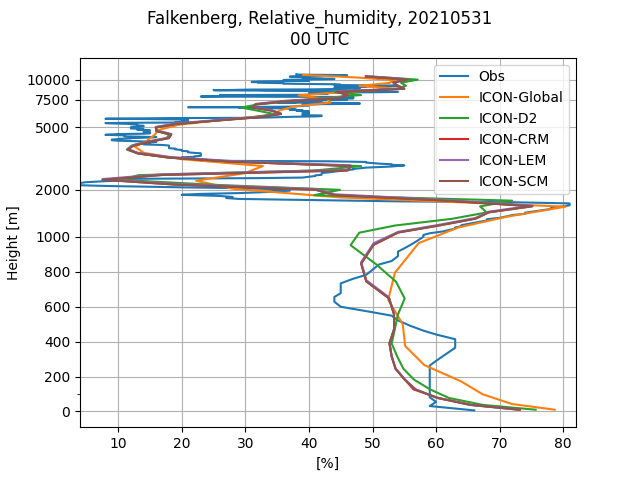 Falkenberg, Relative_humidity, 20210531
00 UTC
Obs
ICON-Global
ICON-D2
ICON-CRM
ICON-LEM
ICON-SCM
10000
7500
5000
2000
1000
800
600
400
200
0
Height [m]
10 20 30 40 50 60 70 80
[%]